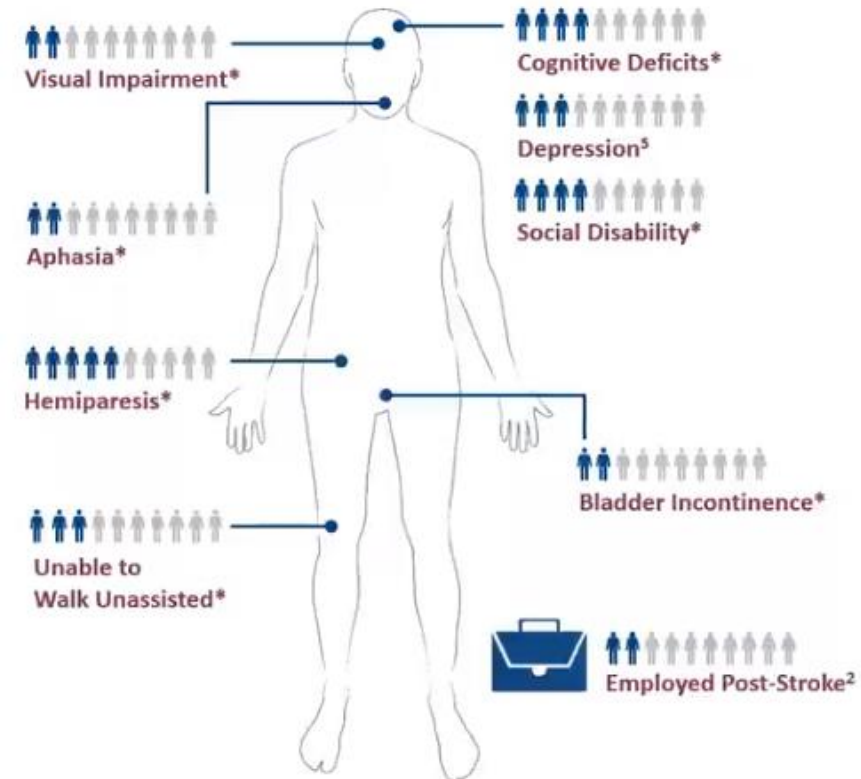 Visual Impairment*
Cognitive Deficits*
Depression⁵
Social Disability*
Aphasia*
Hemiparesis*
Bladder Incontinence*
Unable to
Walk Unassisted*
Employed Post-Stroke²